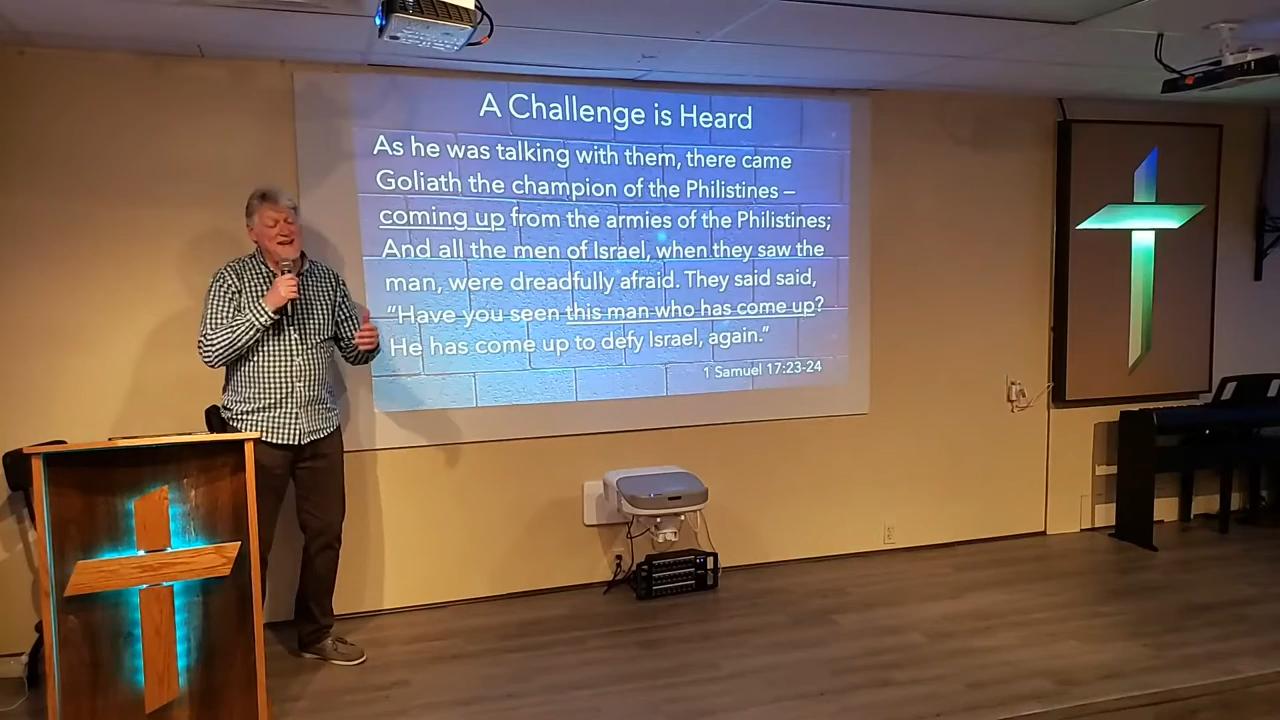 A Challenge is Heard
As he was talking with them, there came
Goliath the champion of the Philistines –
coming up from the armies of the Philistines;
And all the men of Israel, when they saw the
man, were dreadfully afraid. They said said,
"Have you seen this man who has come up?
He has come up to defy Israel, again."
1 Samuel 17:23-24